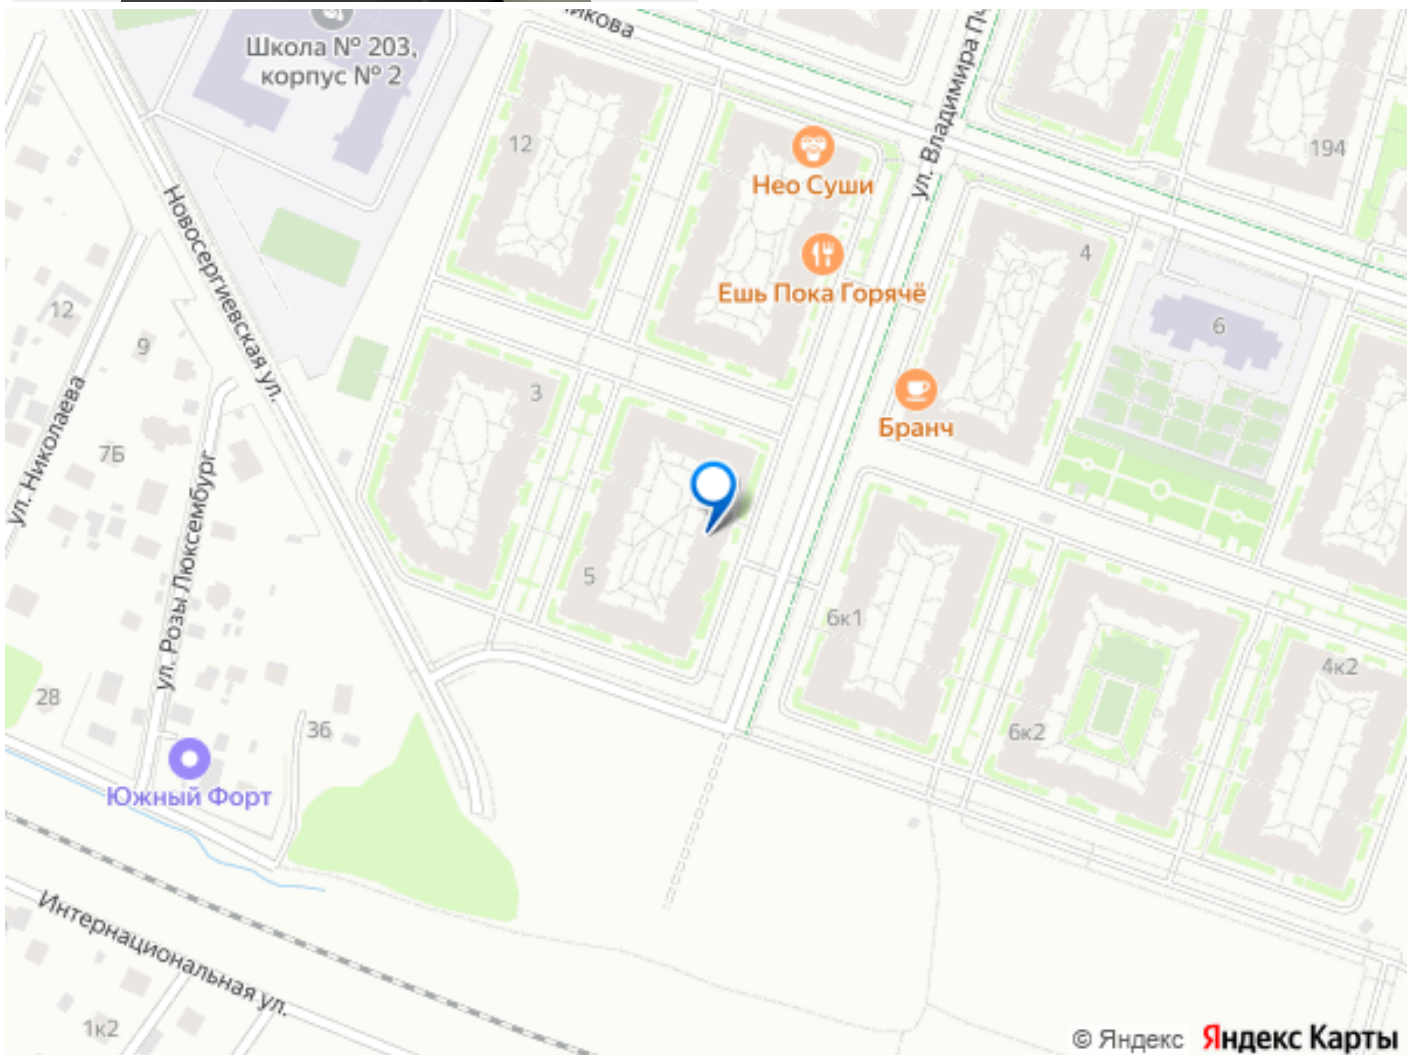 Школа № 203,
корпус № 2
12
Нео Суши
ул. Владимира
194
4
Ешь Пока Горячё
6
Новосергиевская ул.
12
9
3
Бранч
ул. Николаева
7Б
ул. Розы Люксембург
5
6к1
4к2
28
36
6к2
Южный Форт
Интернациональная ул.
1к2
© Яндекс Яндекс Карты